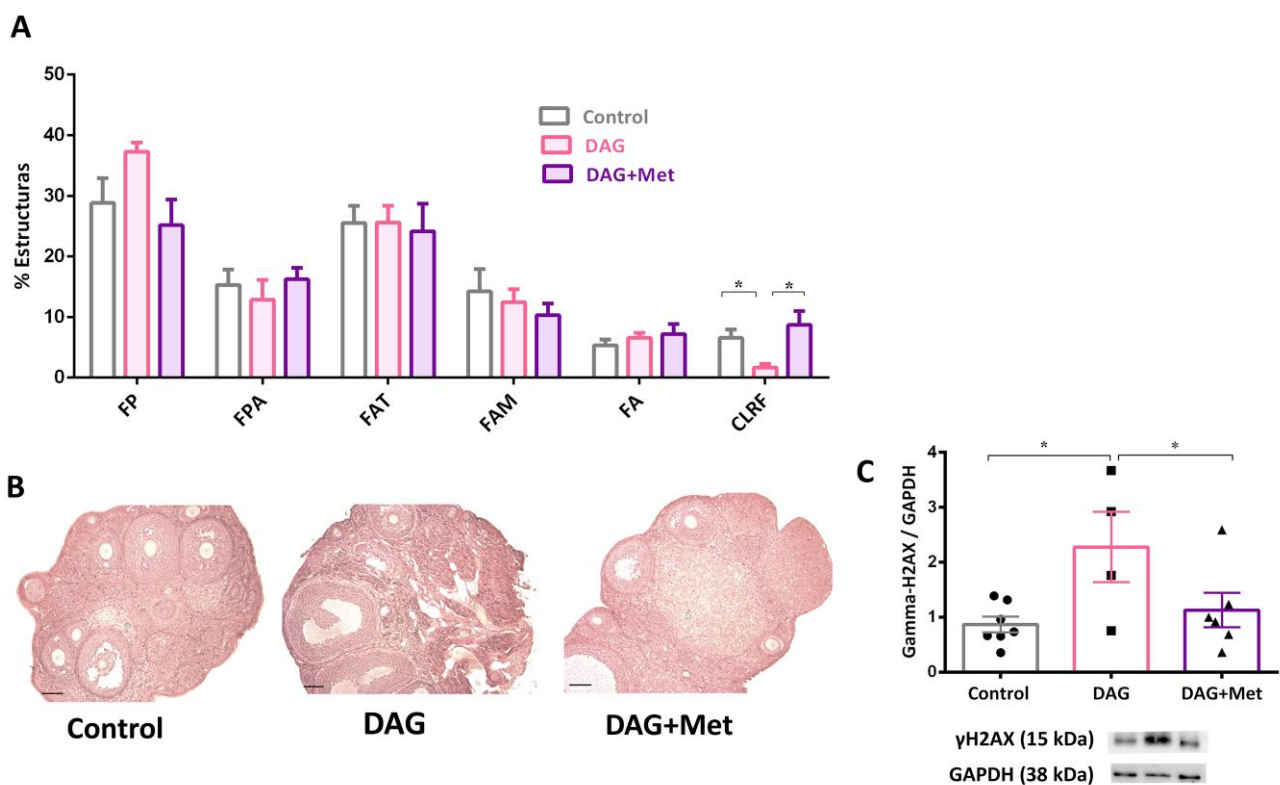 A
50
40
30
20
10
0
% Estructuras
Control
DAG
DAG+Met
*
*
FP
FPA
FAT
FAM
FA
CLRF
B
Control
DAG
DAG+Met
C
4
3
2
1
0
Gamma-H2AX / GAPDH
*
*
Control
DAG
DAG+Met
γH2AX (15 kDa)
GAPDH (38 kDa)